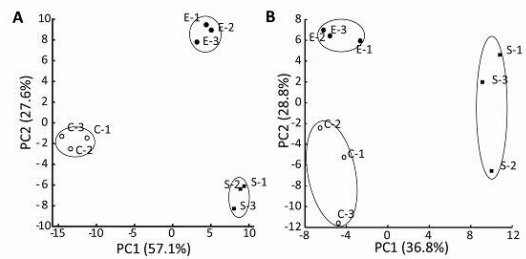 A
10
8
6
4
2
0
-2
-4
-6
-8
-10
PC2 (27.6%)
E-1
E-2
E-3
C-3
C-1
C-2
S-2
S-1
S-3
-15
-10
-5
0
5
10
PC1 (57.1%)
B
8
6
4
2
0
-2
-4
-6
-8
-10
-12
PC2 (28.8%)
E-3
E-2
E-1
S-1
S-3
S-2
C-2
C-1
C-3
-8
-4
0
4
8
12
PC1 (36.8%)